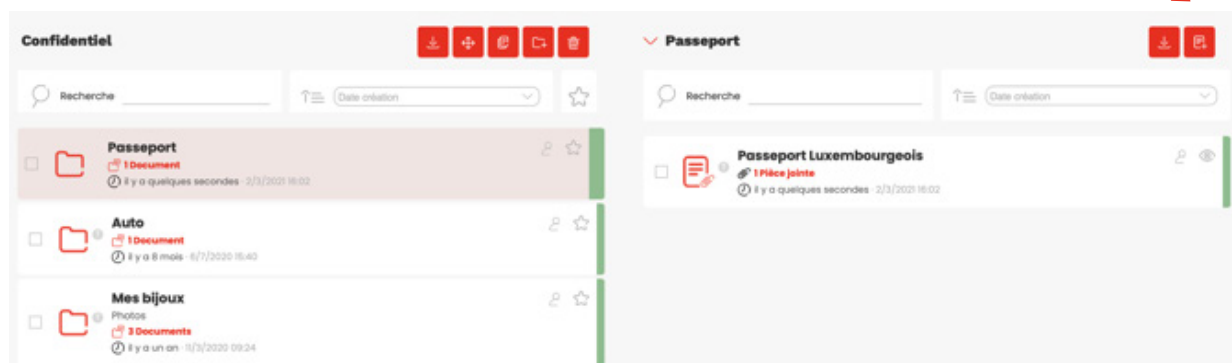 Confidentiel
Recherche
Date création
Passeport
1 Document
il y a quelques secondes - 2/3/2021 16:02
Auto
1 Document
il y a 8 mois - 6/7/2020 15:40
Mes bijoux
Photos
3 Documents
il y a un an - 11/3/2020 09:24
Passeport
Recherche
Date création
Passeport Luxembourgeois
1 Pièce jointe
il y a quelques secondes - 2/3/2021 16:02